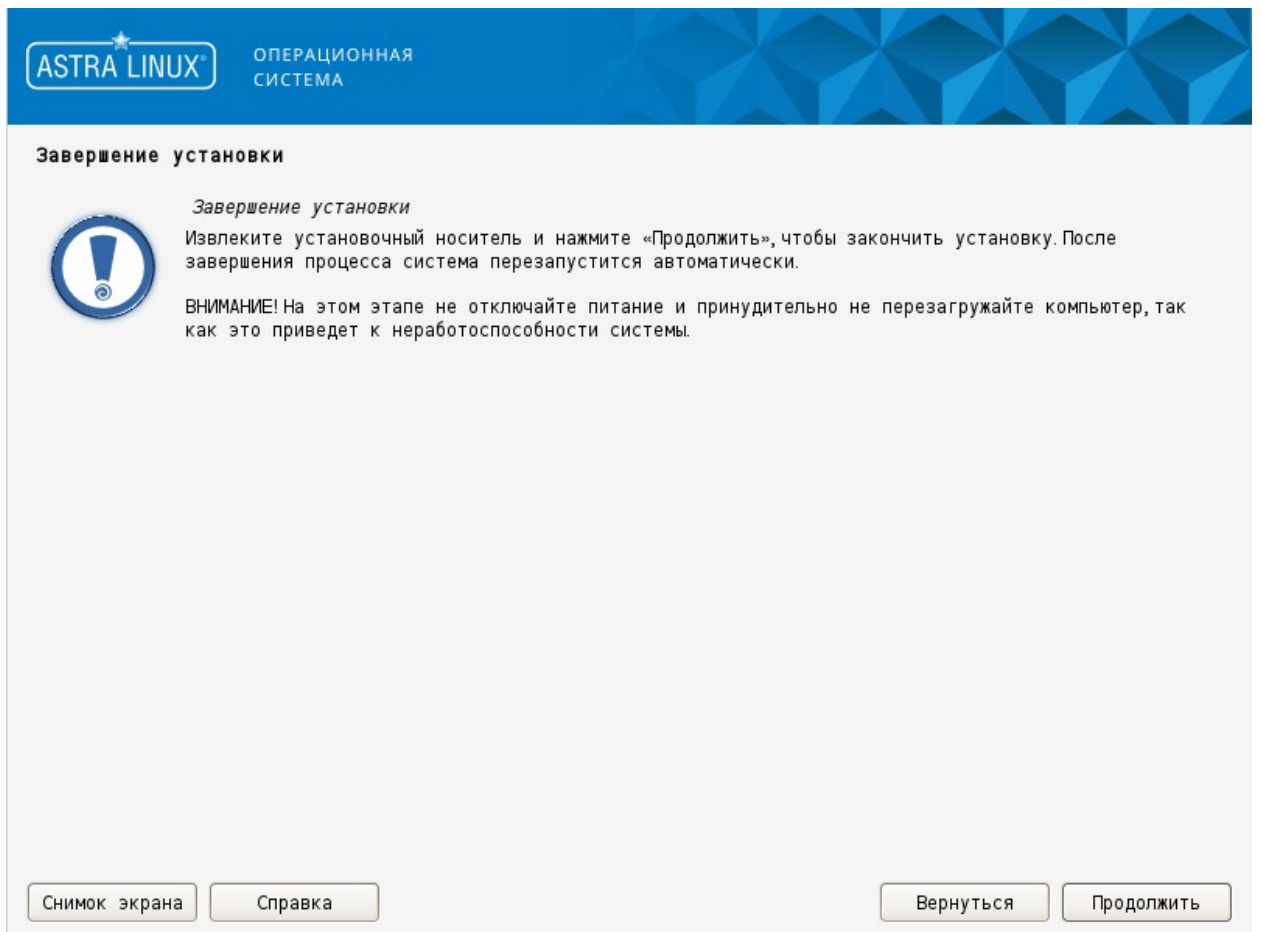 ASTRA LINUX®
ОПЕРАЦИОННАЯ
СИСТЕМА
Завершение установки
Завершение установки
Извлеките установочный носитель и нажмите «Продолжить», чтобы закончить установку. После
завершения процесса система перезапустится автоматически.
ВНИМАНИЕ! На этом этапе не отключайте питание и принудительно не перезагружайте компьютер, так
как это приведет к неработоспособности системы.
Снимок экрана
Справка
Вернуться
Продолжить